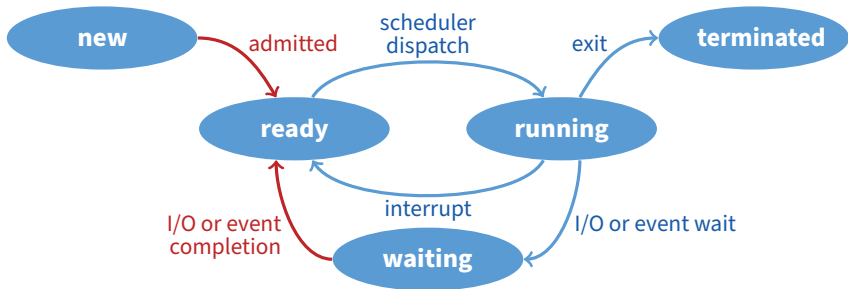 new
admitted
scheduler
dispatch
exit
terminated
ready
running
interrupt
I/O or event
completion
I/O or event wait
waiting